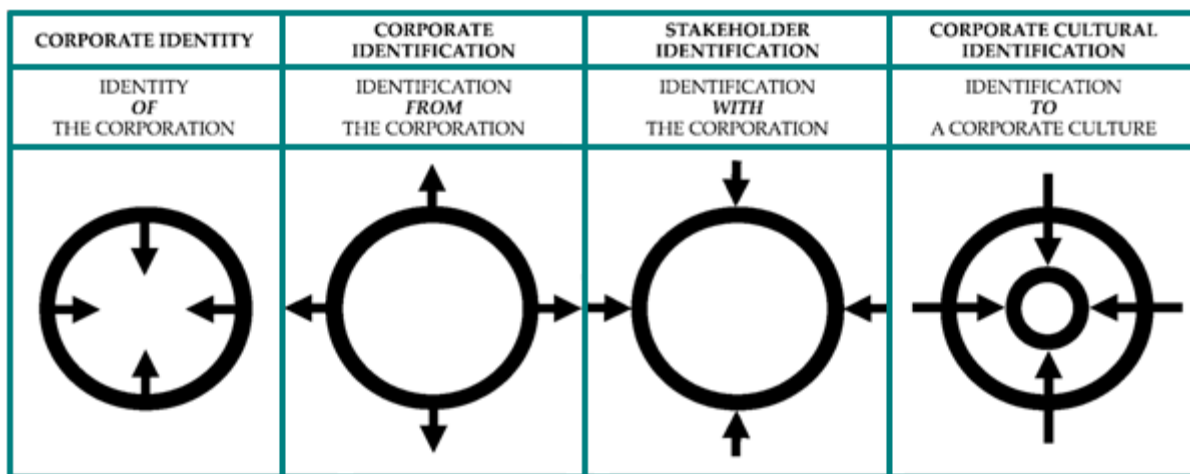 CORPORATE IDENTITY
CORPORATE
IDENTIFICATION
STAKEHOLDER
IDENTIFICATION
CORPORATE CULTURAL
IDENTIFICATION
IDENTITY
OF
THE CORPORATION
IDENTIFICATION
FROM
THE CORPORATION
IDENTIFICATION
WITH
THE CORPORATION
IDENTIFICATION
TO
A CORPORATE CULTURE